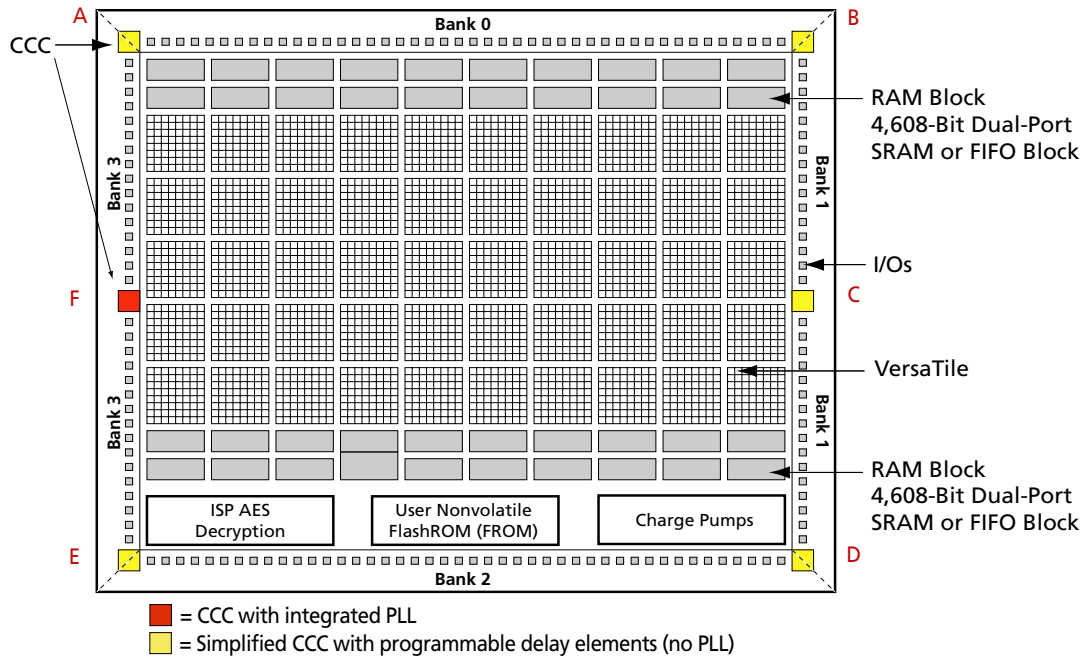 A
Bank 0
B
CCC
RAM Block
4,608-Bit Dual-Port
SRAM or FIFO Block
Bank 3
Bank 1
I/Os
F
C
VersaTile
Bank 3
Bank 1
RAM Block
4,608-Bit Dual-Port
SRAM or FIFO Block
ISP AES
Decryption
User Nonvolatile
FlashROM (FROM)
Charge Pumps
E
D
Bank 2
= CCC with integrated PLL
= Simplified CCC with programmable delay elements (no PLL)